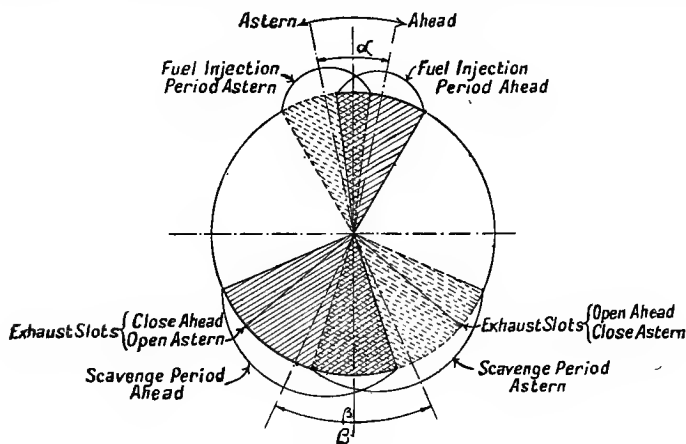 Astern
Ahead
α
Fuel Injection
Period Astern
Fuel Injection
Period Ahead
Exhaust Slots { Close Ahead
Open Astern
Exhaust Slots { Open Ahead
Close Astern
Scavenge Period
Ahead
Scavenge Period
Astern
β
B